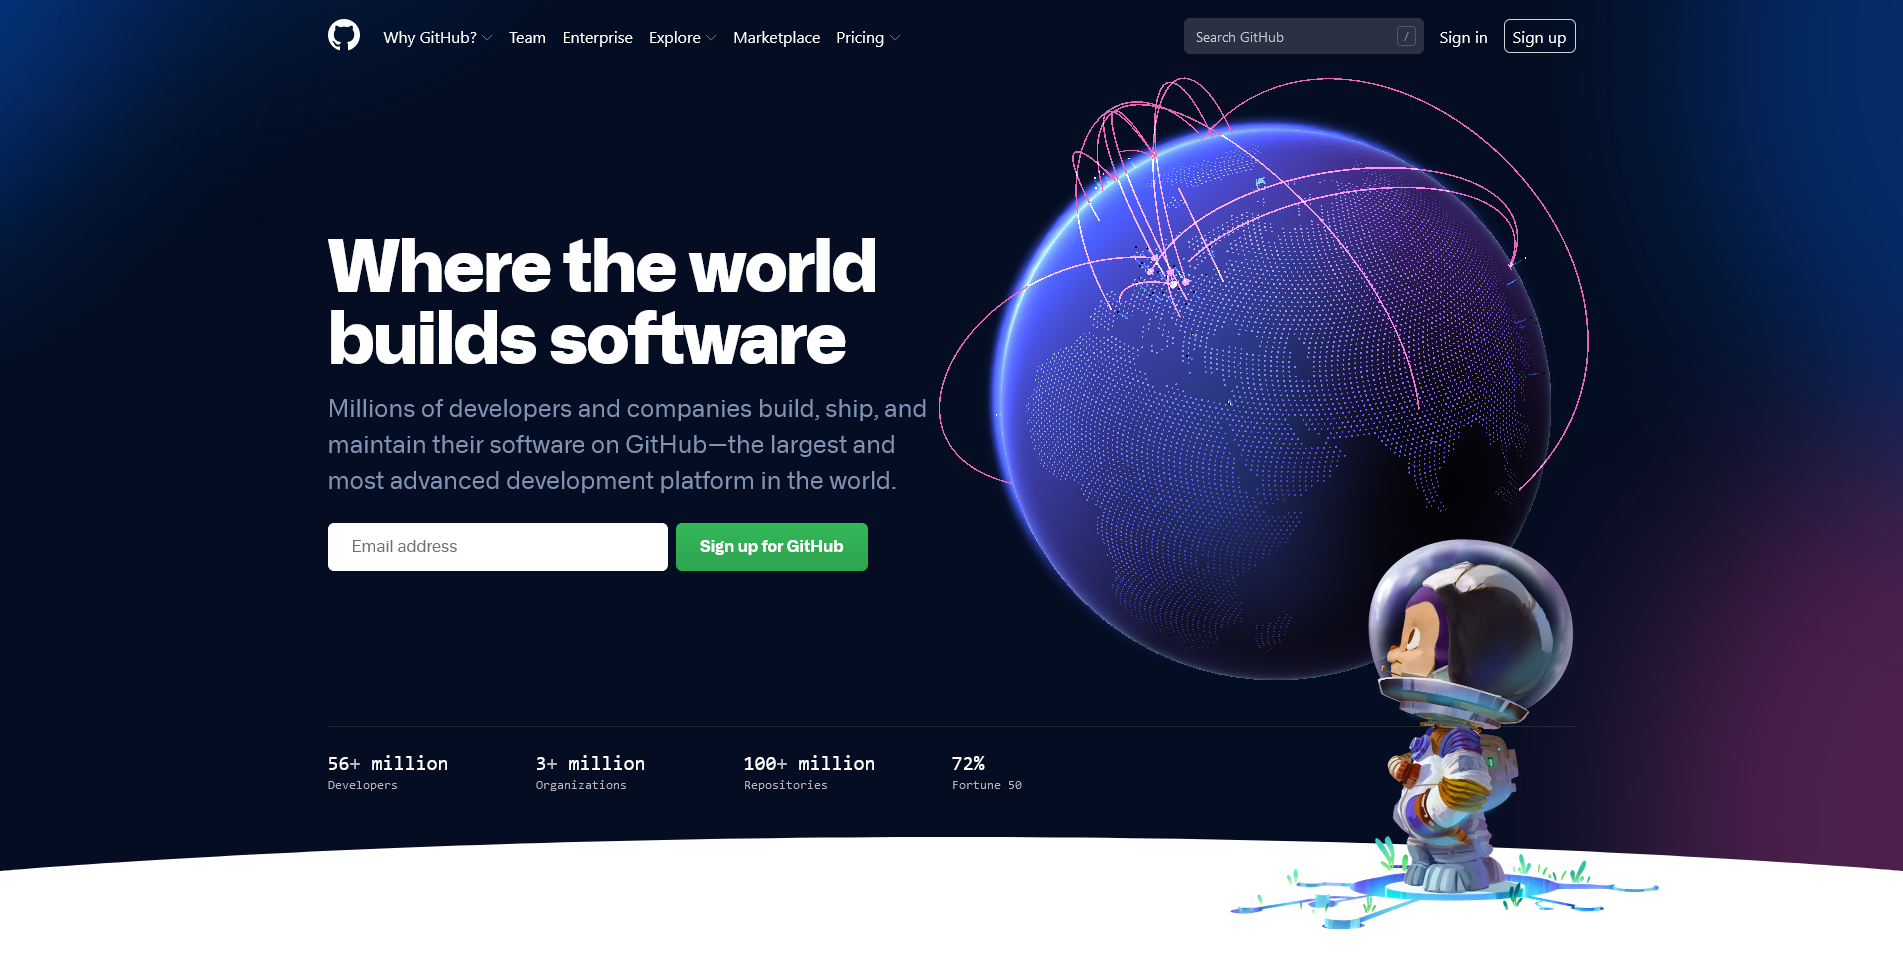 Why GitHub? Team Enterprise Explore Marketplace Pricing Search GitHub / Sign in Sign up
Where the world
builds software
Millions of developers and companies build, ship, and
maintain their software on GitHub—the largest and
most advanced development platform in the world.
Email address Sign up for GitHub
56+ million 3+ million 100+ million 72%
Developers Organizations Repositories Fortune 50